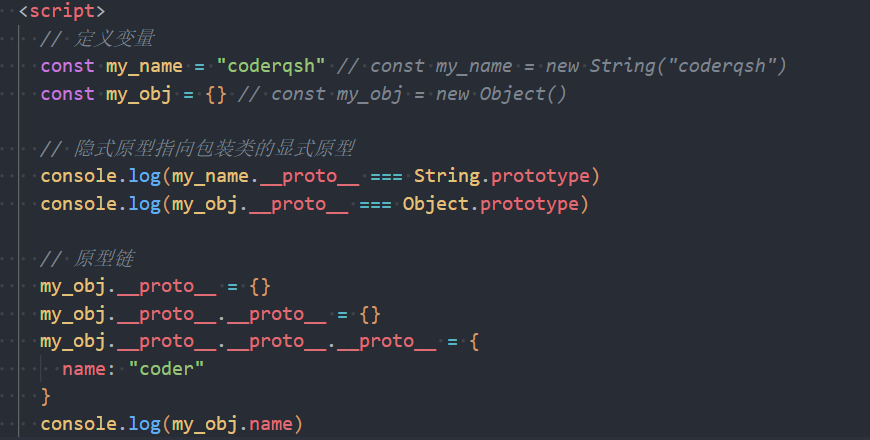 <script>
// 定义变量
const my_name = "coderqsh" // const my_name = new String("coderqsh")
const my_obj = {} // const my_obj = new Object()
// 隐式原型指向包装类的显式原型
console.log(my_name.__proto__ === String.prototype)
console.log(my_obj.__proto__ === Object.prototype)
// 原型链
my_obj.__proto__ = {}
my_obj.__proto__.__proto__ = {}
my_obj.__proto__.__proto__.__proto__ = {
name: "coder"
}
console.log(my_obj.name)